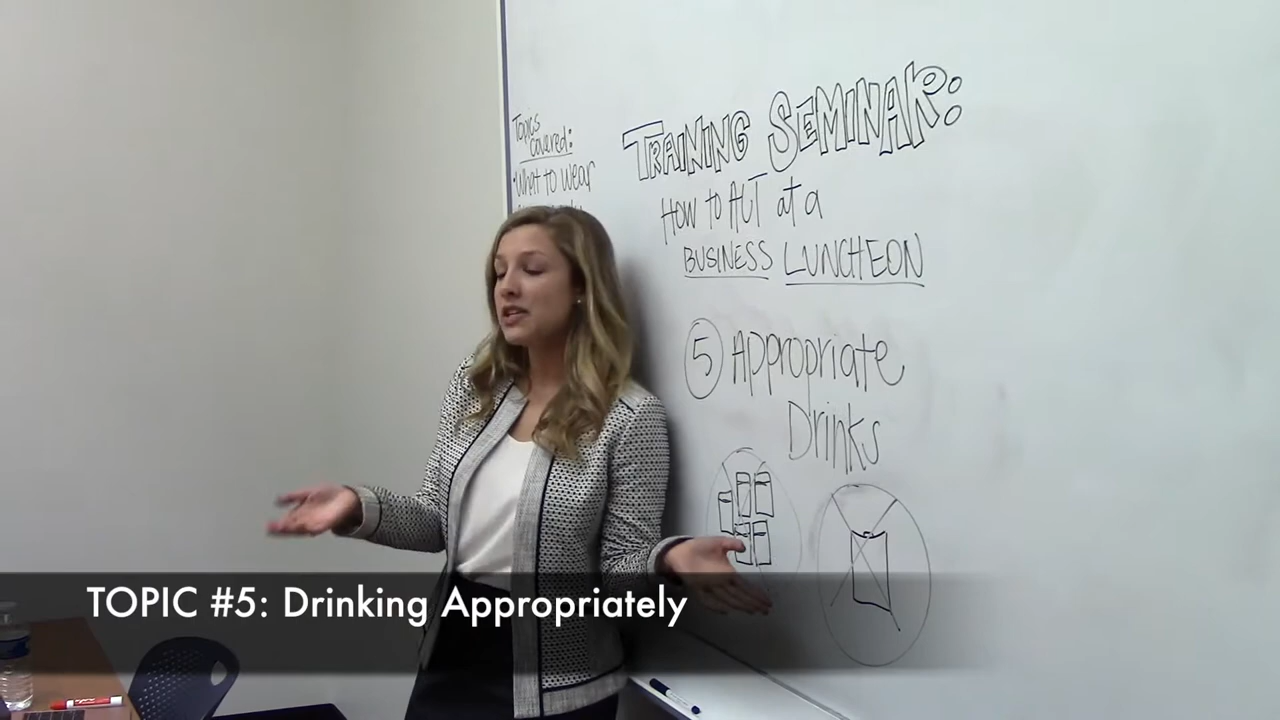 Topics
covered:
• What to wear
TRAINING SEMINAR:
HOW to ACT at a
BUSINESS LUNCHEON
5 Appropriate
Drinks
TOPIC #5: Drinking Appropriately